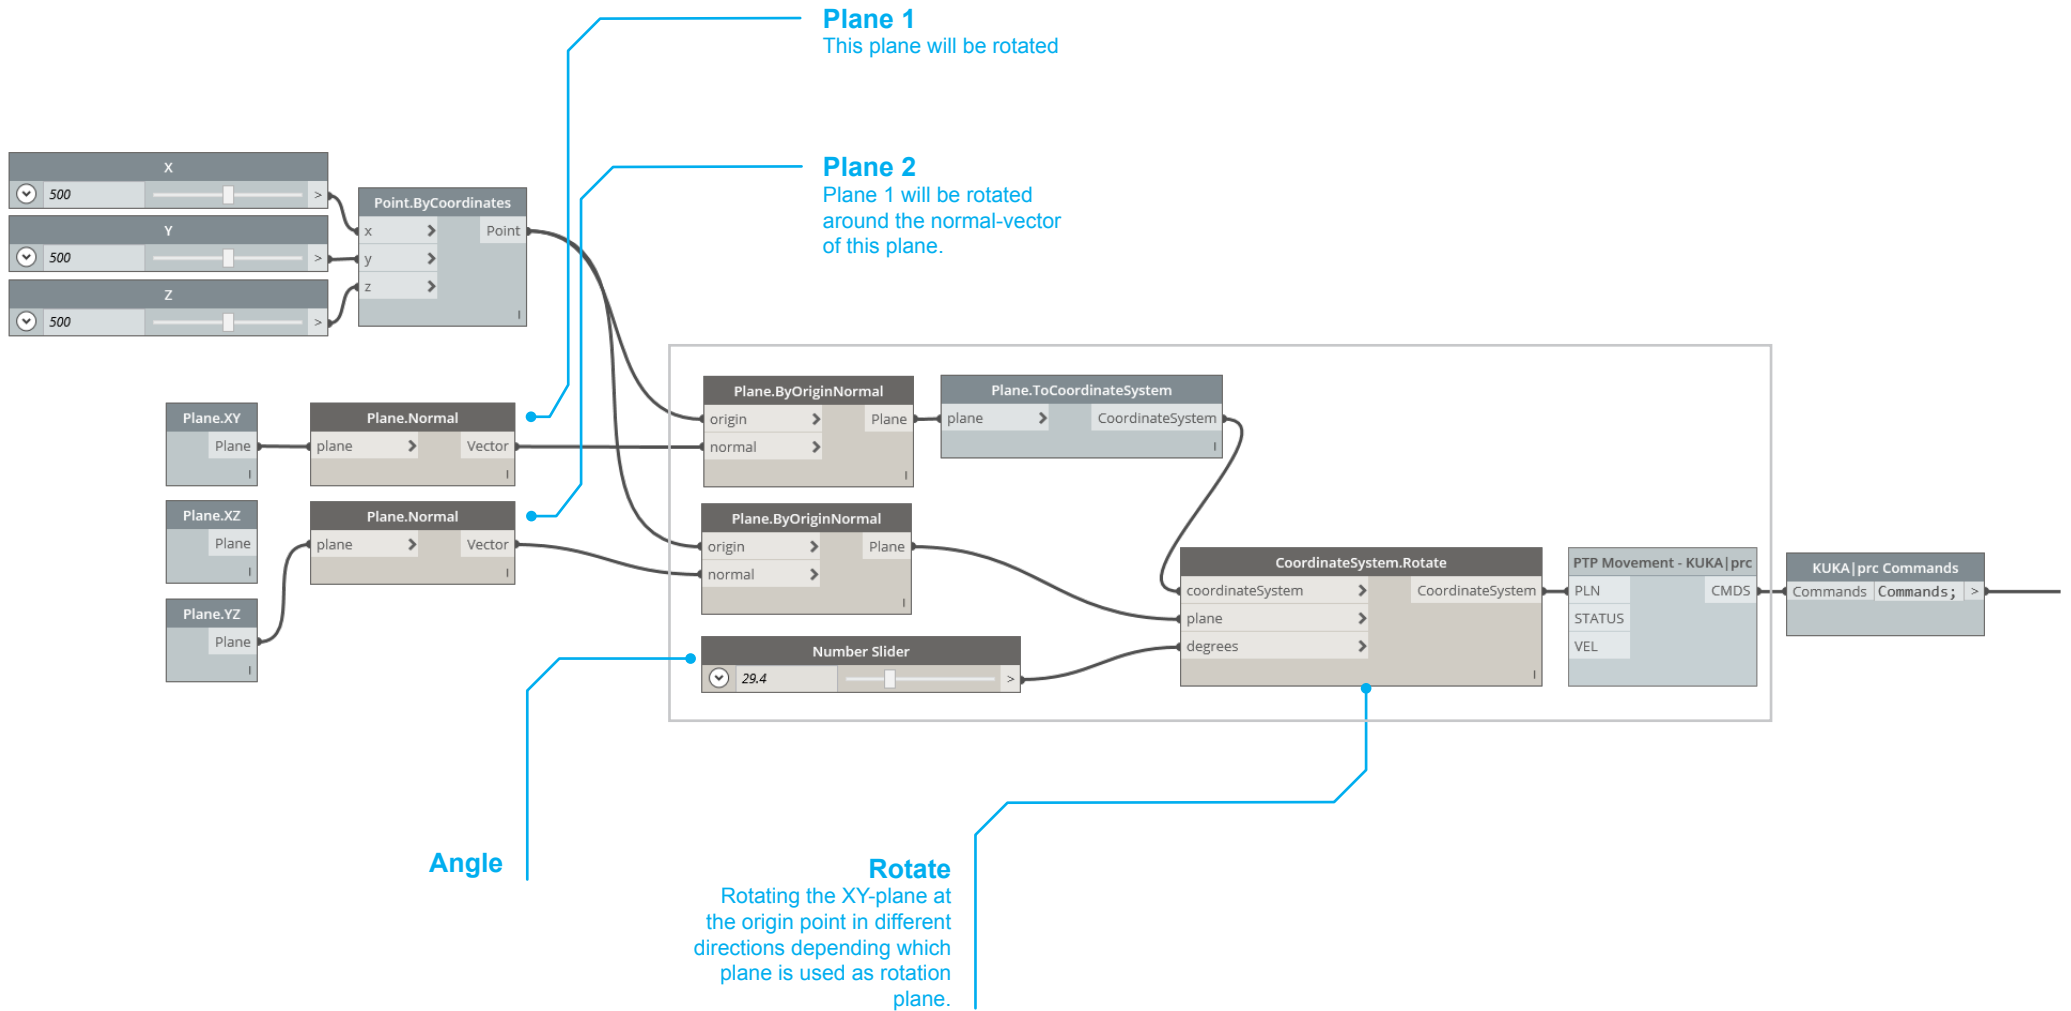 Plane 1
This plane will be rotated
Plane 2
Plane 1 will be rotated
around the normal-vector
of this plane.
X
500 >
Y
500 >
Z
500 >
Point.ByCoordinates
x > Point
y >
z >
Plane.XY
Plane
Plane.XZ
Plane
Plane.YZ
Plane
Plane.Normal
plane > Vector
Plane.Normal
plane > Vector
Plane.ByOriginNormal
origin > Plane
normal >
Plane.ToCoordinateSystem
plane > CoordinateSystem
Plane.ByOriginNormal
origin > Plane
normal >
Number Slider
29.4 >
CoordinateSystem.Rotate
coordinateSystem > CoordinateSystem
plane >
degrees >
PTP Movement - KUKA|prc
PLN CMDS
STATUS
VEL
KUKA|prc Commands
Commands Commands; >
Angle
Rotate
Rotating the XY-plane at
the origin point in different
directions depending which
plane is used as rotation
plane.